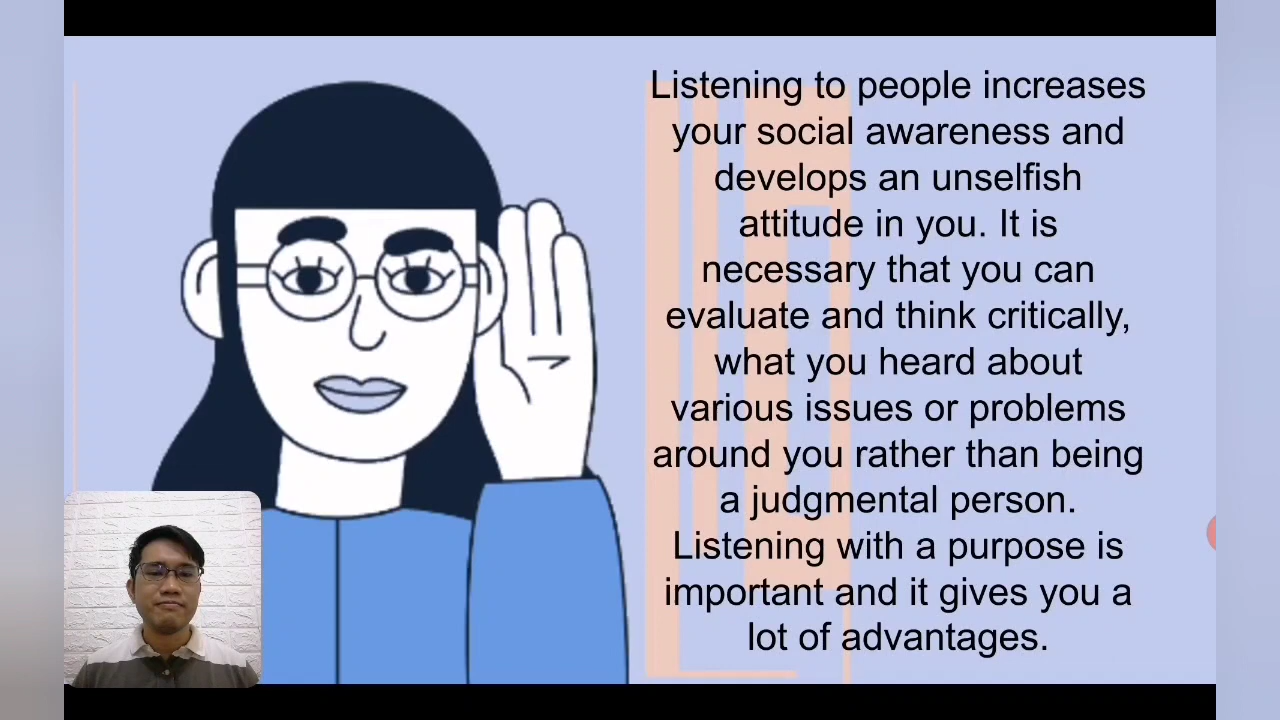 Listening to people increases
your social awareness and
develops an unselfish
attitude in you. It is
necessary that you can
evaluate and think critically,
what you heard about
various issues or problems
around you rather than being
a judgmental person.
Listening with a purpose is
important and it gives you a
lot of advantages.